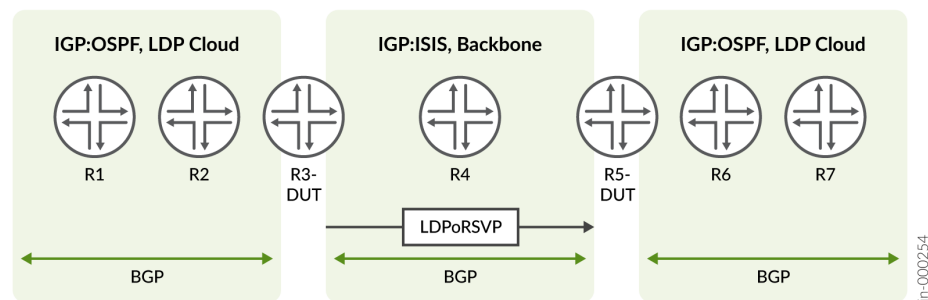 IGP:OSPF, LDP Cloud
IGP:ISIS, Backbone
IGP:OSPF, LDP Cloud
R1
R2
R3-
DUT
R4
R5-
DUT
R6
R7
LDPoRSVP
BGP
BGP
BGP
jn-000254